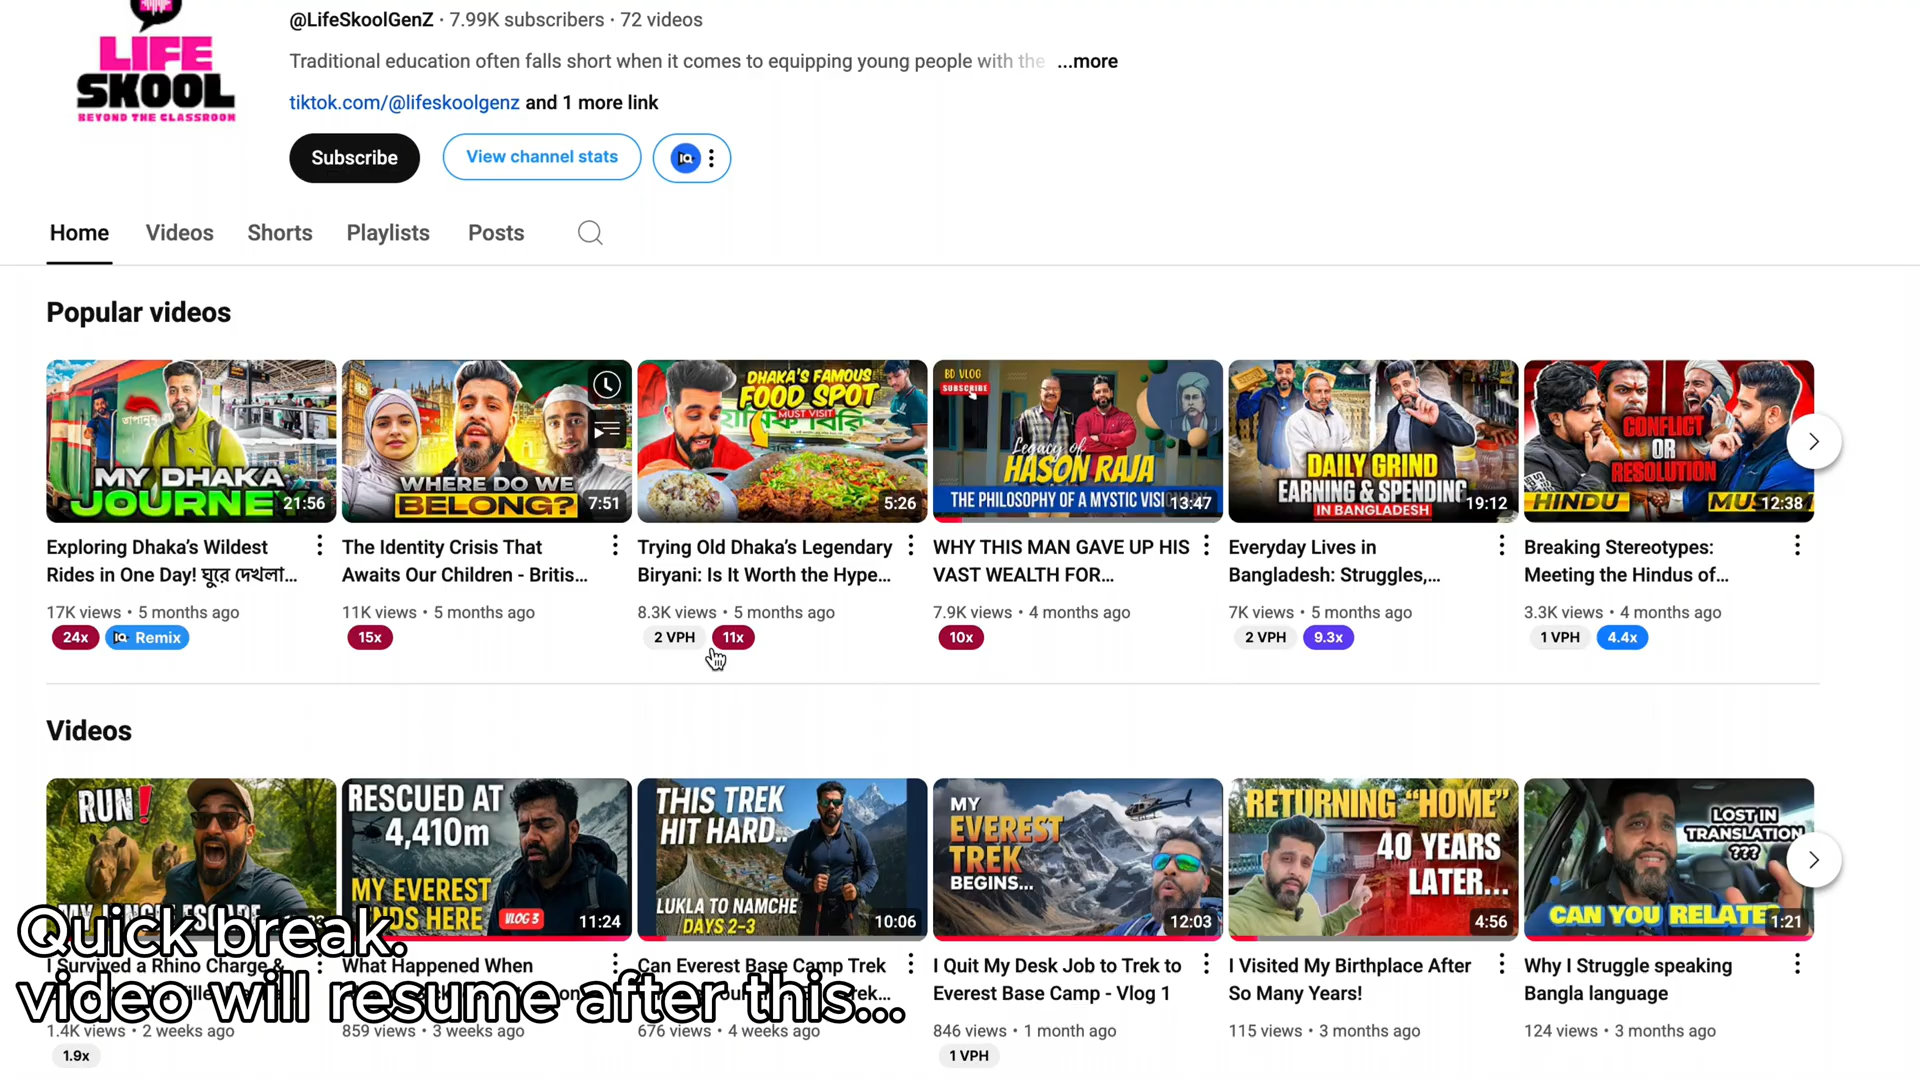 LIFE
SKOOL
BEYOND THE CLASSROOM
@LifeSkoolGenZ · 7.99K subscribers · 72 videos
Traditional education often falls short when it comes to equipping young people with the ...more
tiktok.com/@lifeskoolgenz and 1 more link
Subscribe
View channel stats
IQ
Home
Videos
Shorts
Playlists
Posts
Popular videos
MY DHAKA
JOURNE
21:56
WHERE DO WE
BELONG?
7:51
DHAKA'S FAMOUS
FOOD SPOT
MUST VISIT
5:26
BD VLOG
SUBSCRIBE
Legacy of
HASON RAJA
THE PHILOSOPHY OF A MYSTIC
13:47
DAILY GRIND
EARNING & SPENDING
IN BANGLADESH
19:12
CONFLICT
OR
RESOLUTION
HINDU
12:38
Exploring Dhaka's Wildest
Rides in One Day! ঘুরে দেখলা...
17K views • 5 months ago
24x
IQ Remix
The Identity Crisis That
Awaits Our Children - Britis...
11K views • 5 months ago
15x
Trying Old Dhaka's Legendary
Biryani: Is It Worth the Hype...
8.3K views • 5 months ago
2 VPH
11x
WHY THIS MAN GAVE UP HIS
VAST WEALTH FOR...
7.9K views • 4 months ago
10x
Everyday Lives in
Bangladesh: Struggles,...
7K views • 5 months ago
2 VPH
9.3x
Breaking Stereotypes:
Meeting the Hindus of...
3.3K views • 4 months ago
1 VPH
4.4x
Videos
RUN!
RESCUED AT
4,410m
MY EVEREST
HERE
VLOG 3
11:24
THIS TREK
HIT HARD..
LUKLA TO NAMCHE
DAYS 2–3
10:06
MY
EVEREST
TREK
BEGINS...
12:03
RETURNING "HOME"
40 YEARS
LATER...
4:56
LOST IN
TRANSLATION
???
CAN YOU RELATE
1:21
I Survived a Rhino Charge &
1.4K views • 2 weeks ago
1.9x
What Happened When
859 views • 3 weeks ago
Can Everest Base Camp Trek
676 views • 4 weeks ago
I Quit My Desk Job to Trek to
Everest Base Camp - Vlog 1
846 views • 1 month ago
1 VPH
I Visited My Birthplace After
So Many Years!
115 views • 3 months ago
Why I Struggle speaking
Bangla language
124 views • 3 months ago
Quick break.
video will resume after this...